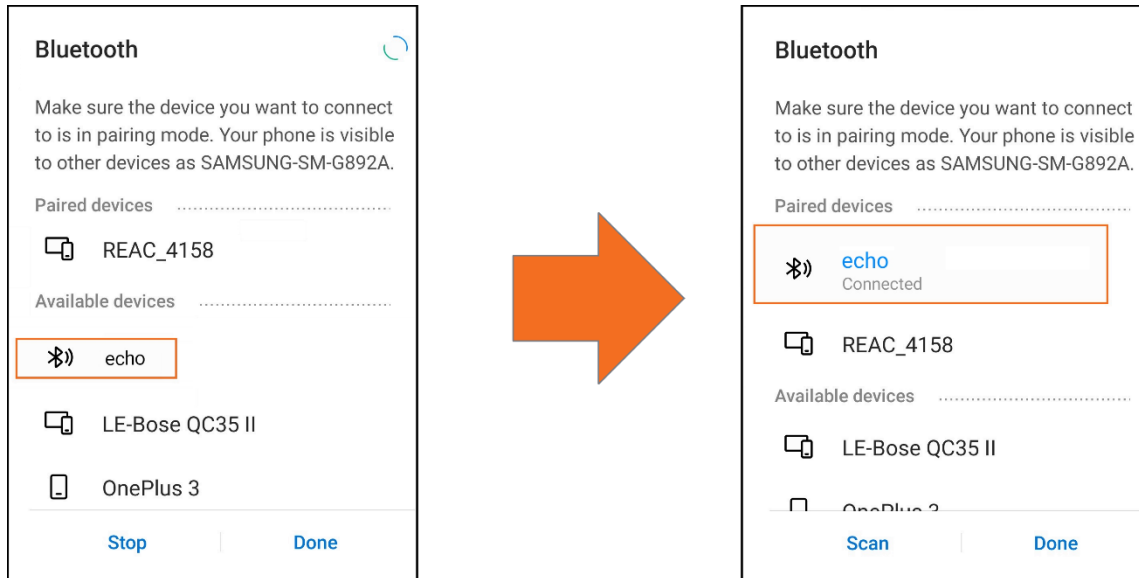 Bluetooth
Make sure the device you want to connect
to is in pairing mode. Your phone is visible
to other devices as SAMSUNG-SM-G892A.
Paired devices
REAC_4158
Available devices
echo
LE-Bose QC35 II
OnePlus 3
Stop
Done
Bluetooth
Make sure the device you want to connect
to is in pairing mode. Your phone is visible
to other devices as SAMSUNG-SM-G892A.
Paired devices
echo
Connected
REAC_4158
Available devices
LE-Bose QC35 II
OnePlus 3
Scan
Done